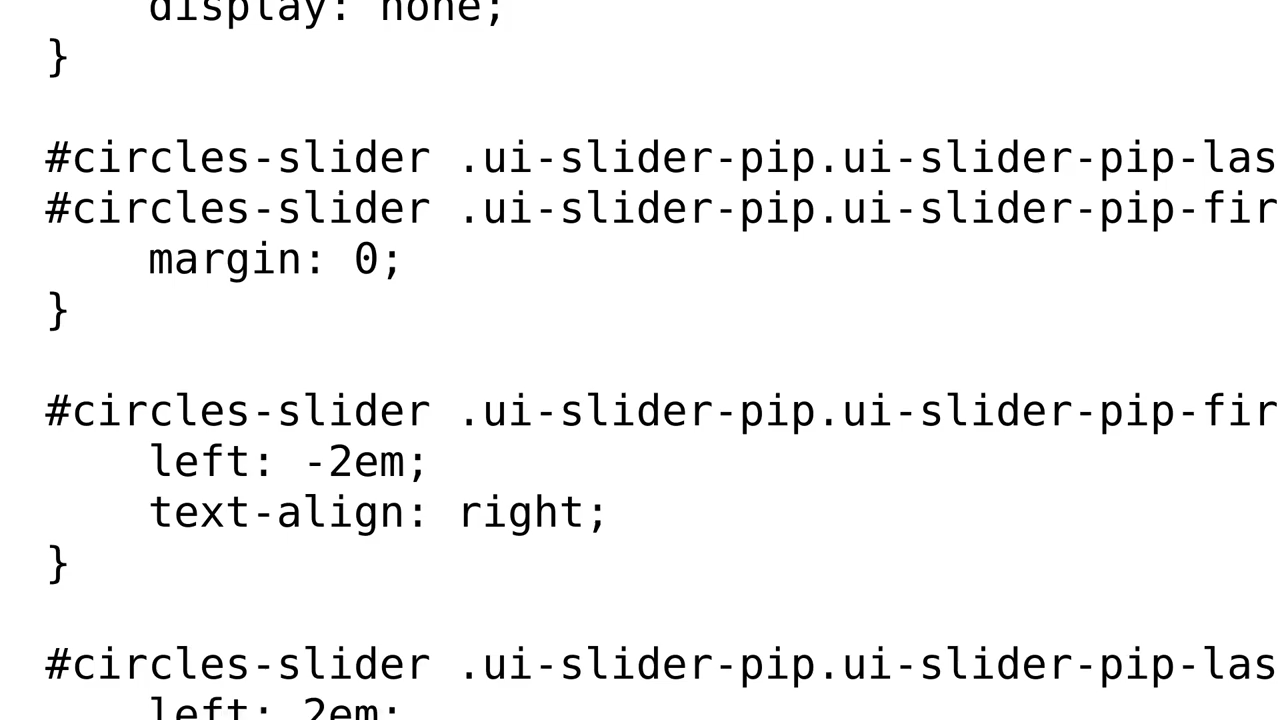 display: none;
}
#circles-slider .ui-slider-pip.ui-slider-pip-las
#circles-slider .ui-slider-pip.ui-slider-pip-fir
margin: 0;
}
#circles-slider .ui-slider-pip.ui-slider-pip-fir
left: -2em;
text-align: right;
}
#circles-slider .ui-slider-pip.ui-slider-pip-las
left: 2em;